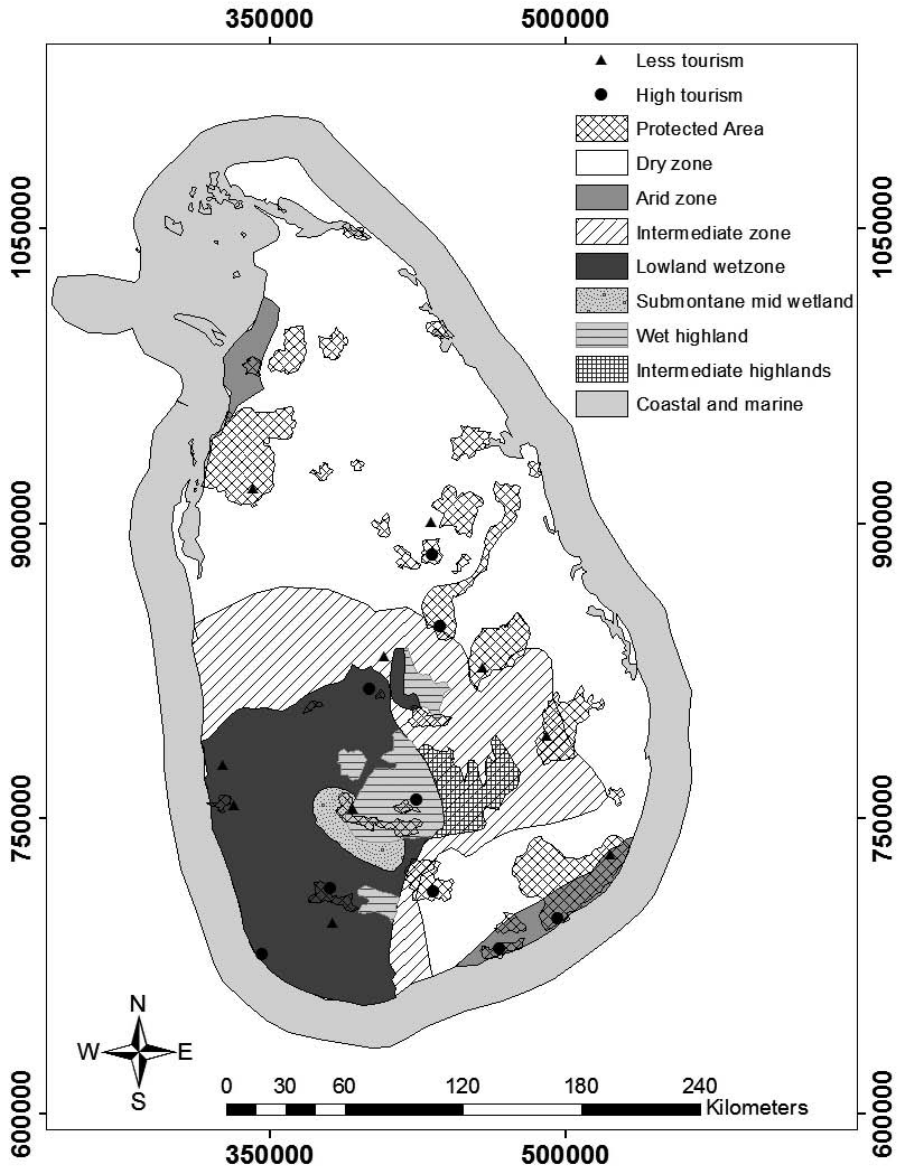 350000 500000
Less tourism
High tourism
Protected Area
Dry zone
Arid zone
Intermediate zone
Lowland wetzone
Submontane mid wetland
Wet highland
Intermediate highlands
Coastal and marine
1050000 1050000
900000 900000
750000 750000
600000 600000
N
W E
S
0 30 60 120 180 240
Kilometers
350000 500000